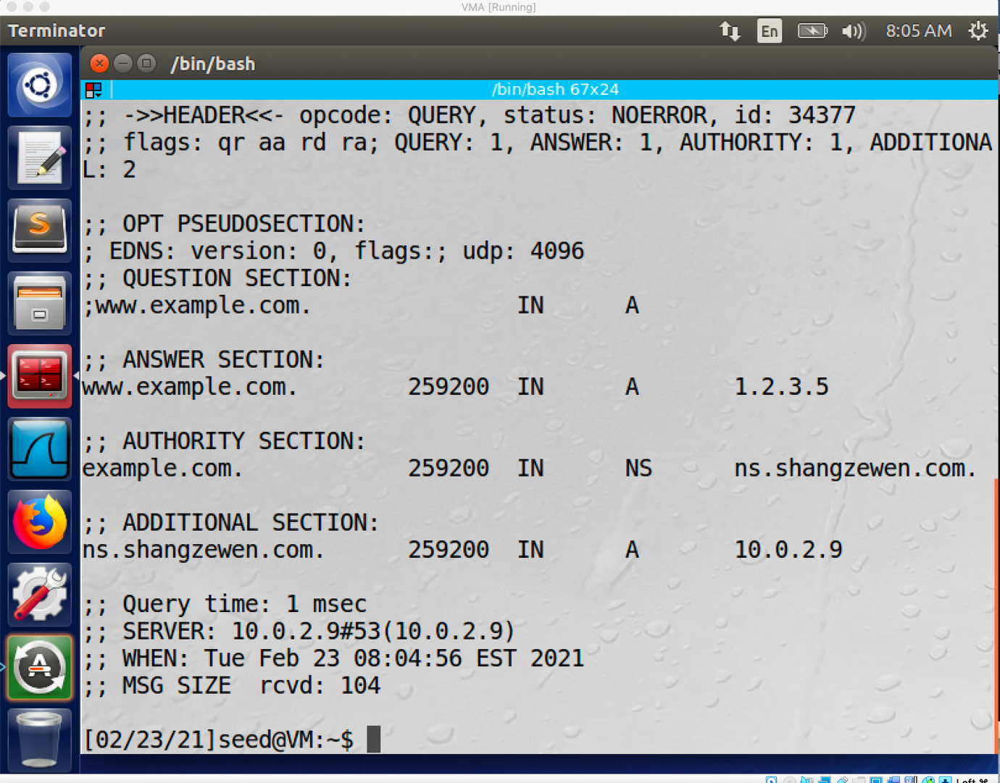 VMA [Running]
Terminator
En
8:05 AM
/bin/bash
/bin/bash 67x24
;; ->>HEADER<<- opcode: QUERY, status: NOERROR, id: 34377
;; flags: qr aa rd ra; QUERY: 1, ANSWER: 1, AUTHORITY: 1, ADDITIONA
L: 2
;; OPT PSEUDOSECTION:
; EDNS: version: 0, flags:; udp: 4096
;; QUESTION SECTION:
;www.example.com. IN A
;; ANSWER SECTION:
www.example.com. 259200 IN A 1.2.3.5
;; AUTHORITY SECTION:
example.com. 259200 IN NS ns.shangzewen.com.
;; ADDITIONAL SECTION:
ns.shangzewen.com. 259200 IN A 10.0.2.9
;; Query time: 1 msec
;; SERVER: 10.0.2.9#53(10.0.2.9)
;; WHEN: Tue Feb 23 08:04:56 EST 2021
;; MSG SIZE  rcvd: 104
[02/23/21]seed@VM:~$
Left ⌘